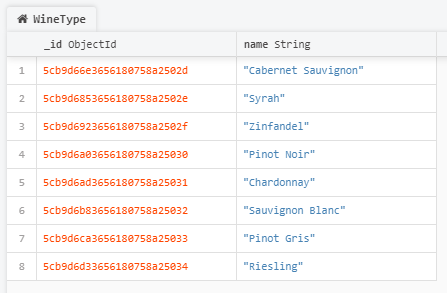 WineType
_id ObjectId name String
1 5cb9d66e3656180758a2502d "Cabernet Sauvignon"
2 5cb9d6853656180758a2502e "Syrah"
3 5cb9d6923656180758a2502f "Zinfandel"
4 5cb9d6a03656180758a25030 "Pinot Noir"
5 5cb9d6ad3656180758a25031 "Chardonnay"
6 5cb9d6b83656180758a25032 "Sauvignon Blanc"
7 5cb9d6ca3656180758a25033 "Pinot Gris"
8 5cb9d6d33656180758a25034 "Riesling"